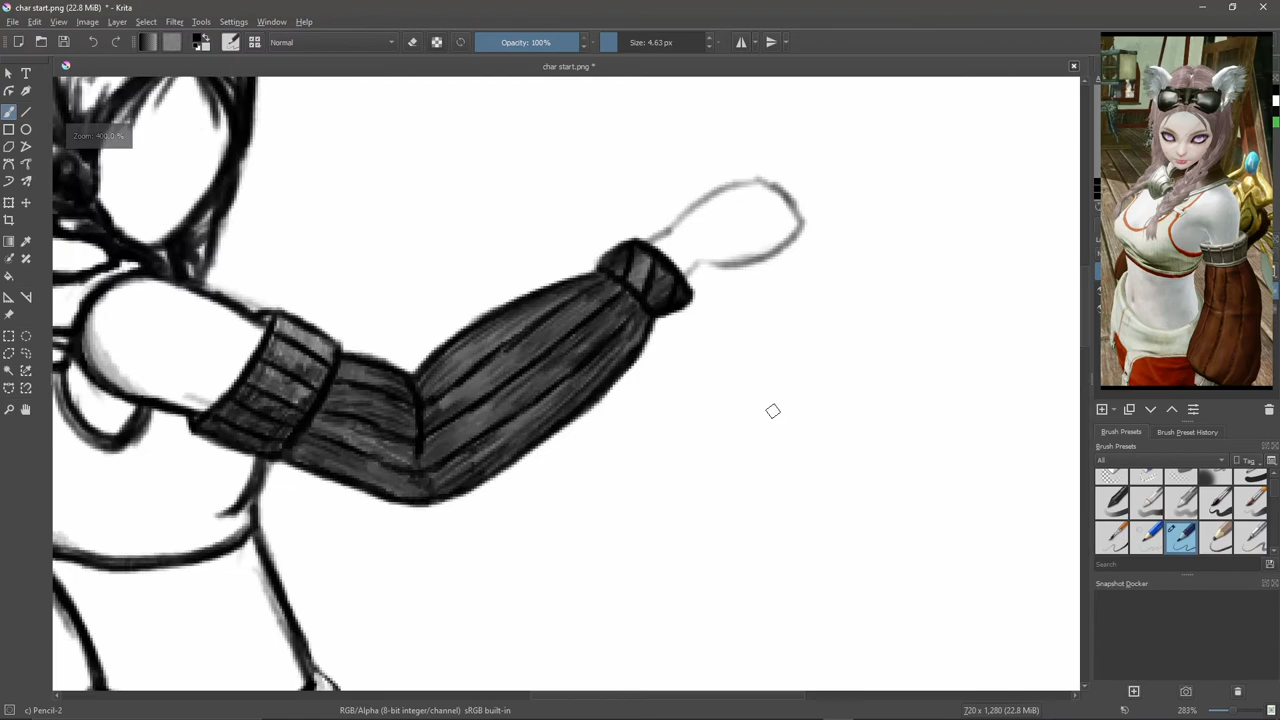 char start.png (22.8 MiB) * - Krita
File Edit View Image Layer Select Filter Tools Settings Window Help
Normal Opacity: 100% Size: 4.63 px
char start.png *
Zoom: 400.0 %
Brush Presets Brush Preset History
Brush Presets
All Tag
Search
Snapshot Docker
c) Pencil-2 RGB/Alpha (8-bit integer/channel) sRGB built-in 720 x 1,280 (22.8 MiB) 283%